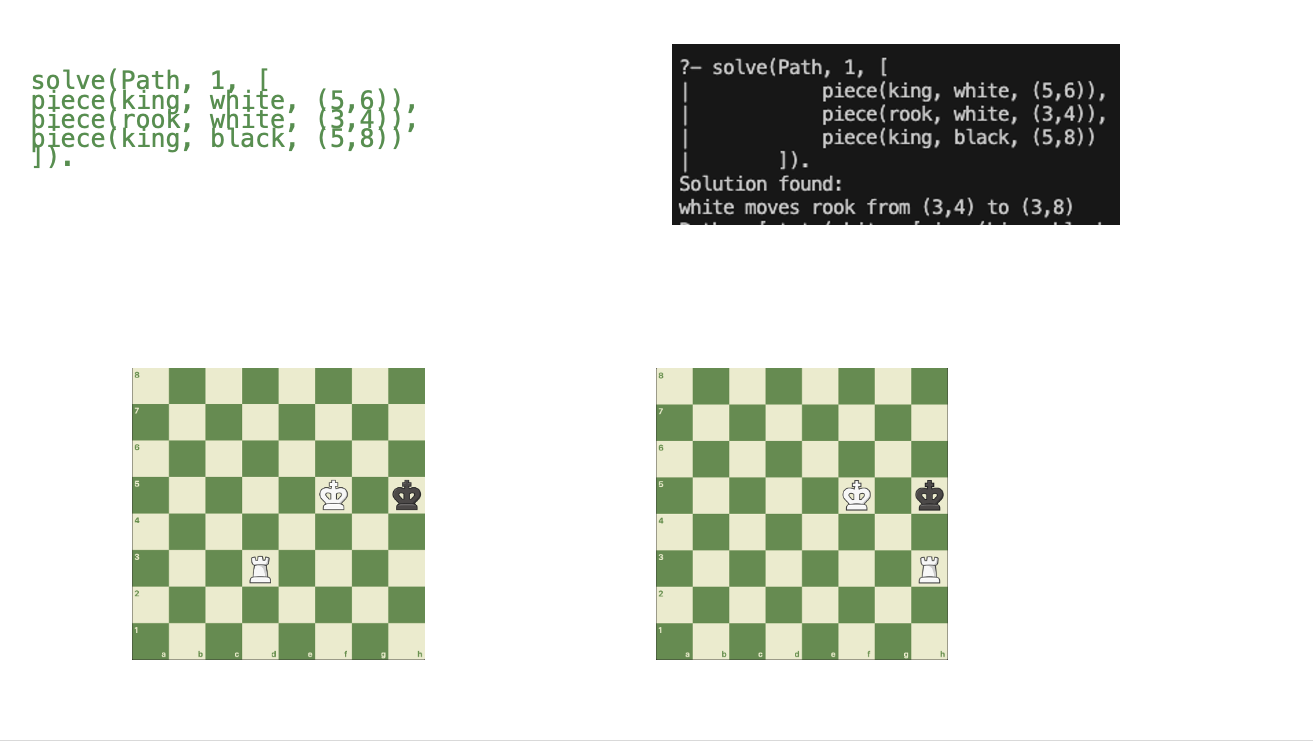 solve(Path, 1, [
piece(king, white, (5,6)),
piece(rook, white, (3,4)),
piece(king, black, (5,8))
]).
?- solve(Path, 1, [
|           piece(king, white, (5,6)),
|           piece(rook, white, (3,4)),
|           piece(king, black, (5,8))
|       ]).
Solution found:
white moves rook from (3,4) to (3,8)
8
7
6
5
4
3
2
1
a b c d e f g h
8
7
6
5
4
3
2
1
a b c d e f g h